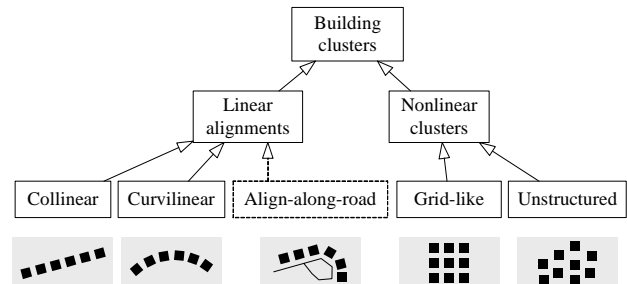 Building
clusters
Linear
alignments
Nonlinear
clusters
Collinear
Curvilinear
Align-along-road
Grid-like
Unstructured